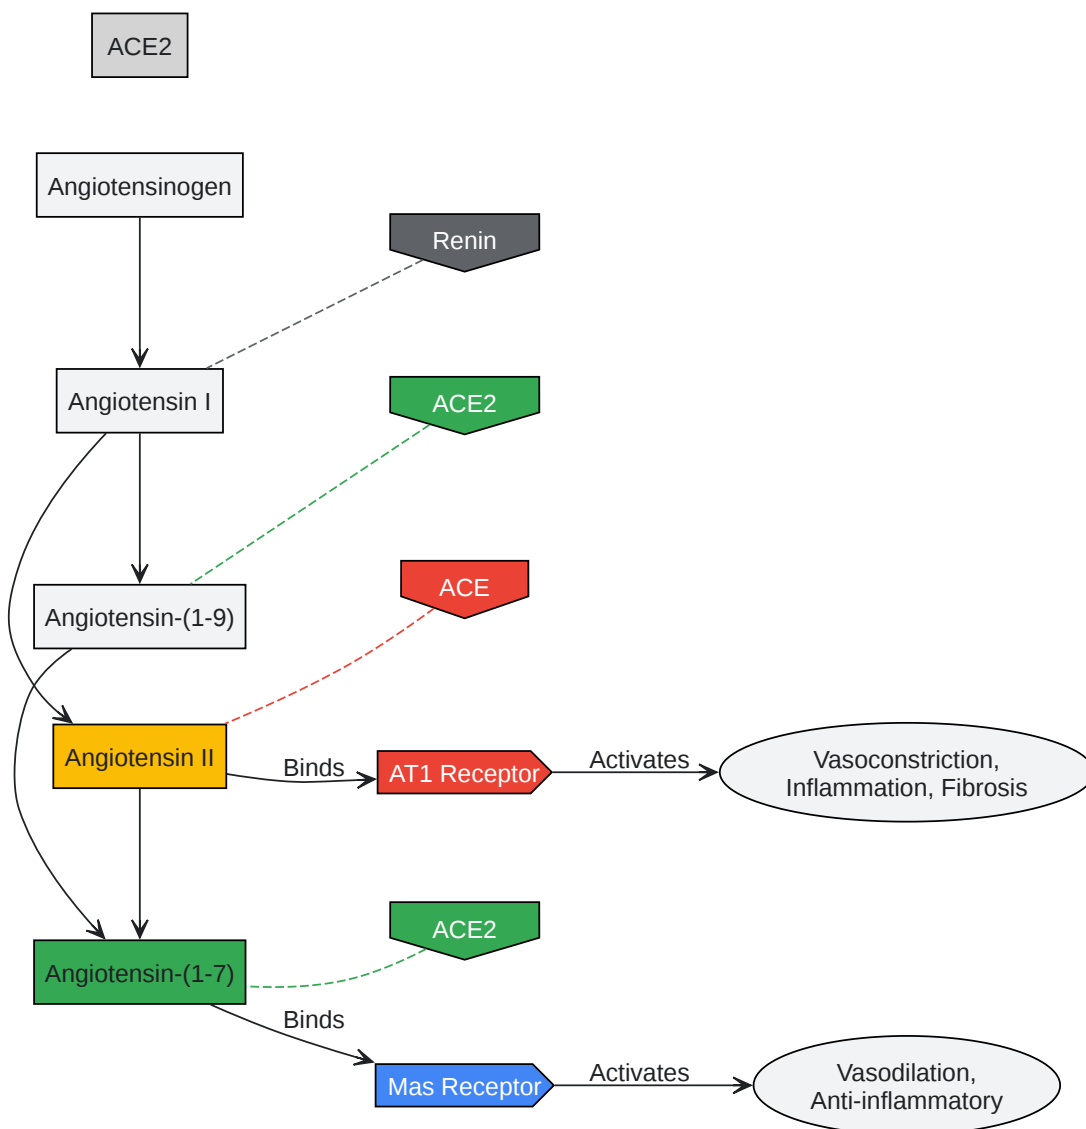 ACE2
Angiotensinogen
Renin
Angiotensin I
ACE2
ACE
Angiotensin-(1-9)
Angiotensin II
Binds
AT1 Receptor
Activates
Vasoconstriction,
Inflammation, Fibrosis
ACE2
Angiotensin-(1-7)
Binds
Mas Receptor
Activates
Vasodilation,
Anti-inflammatory